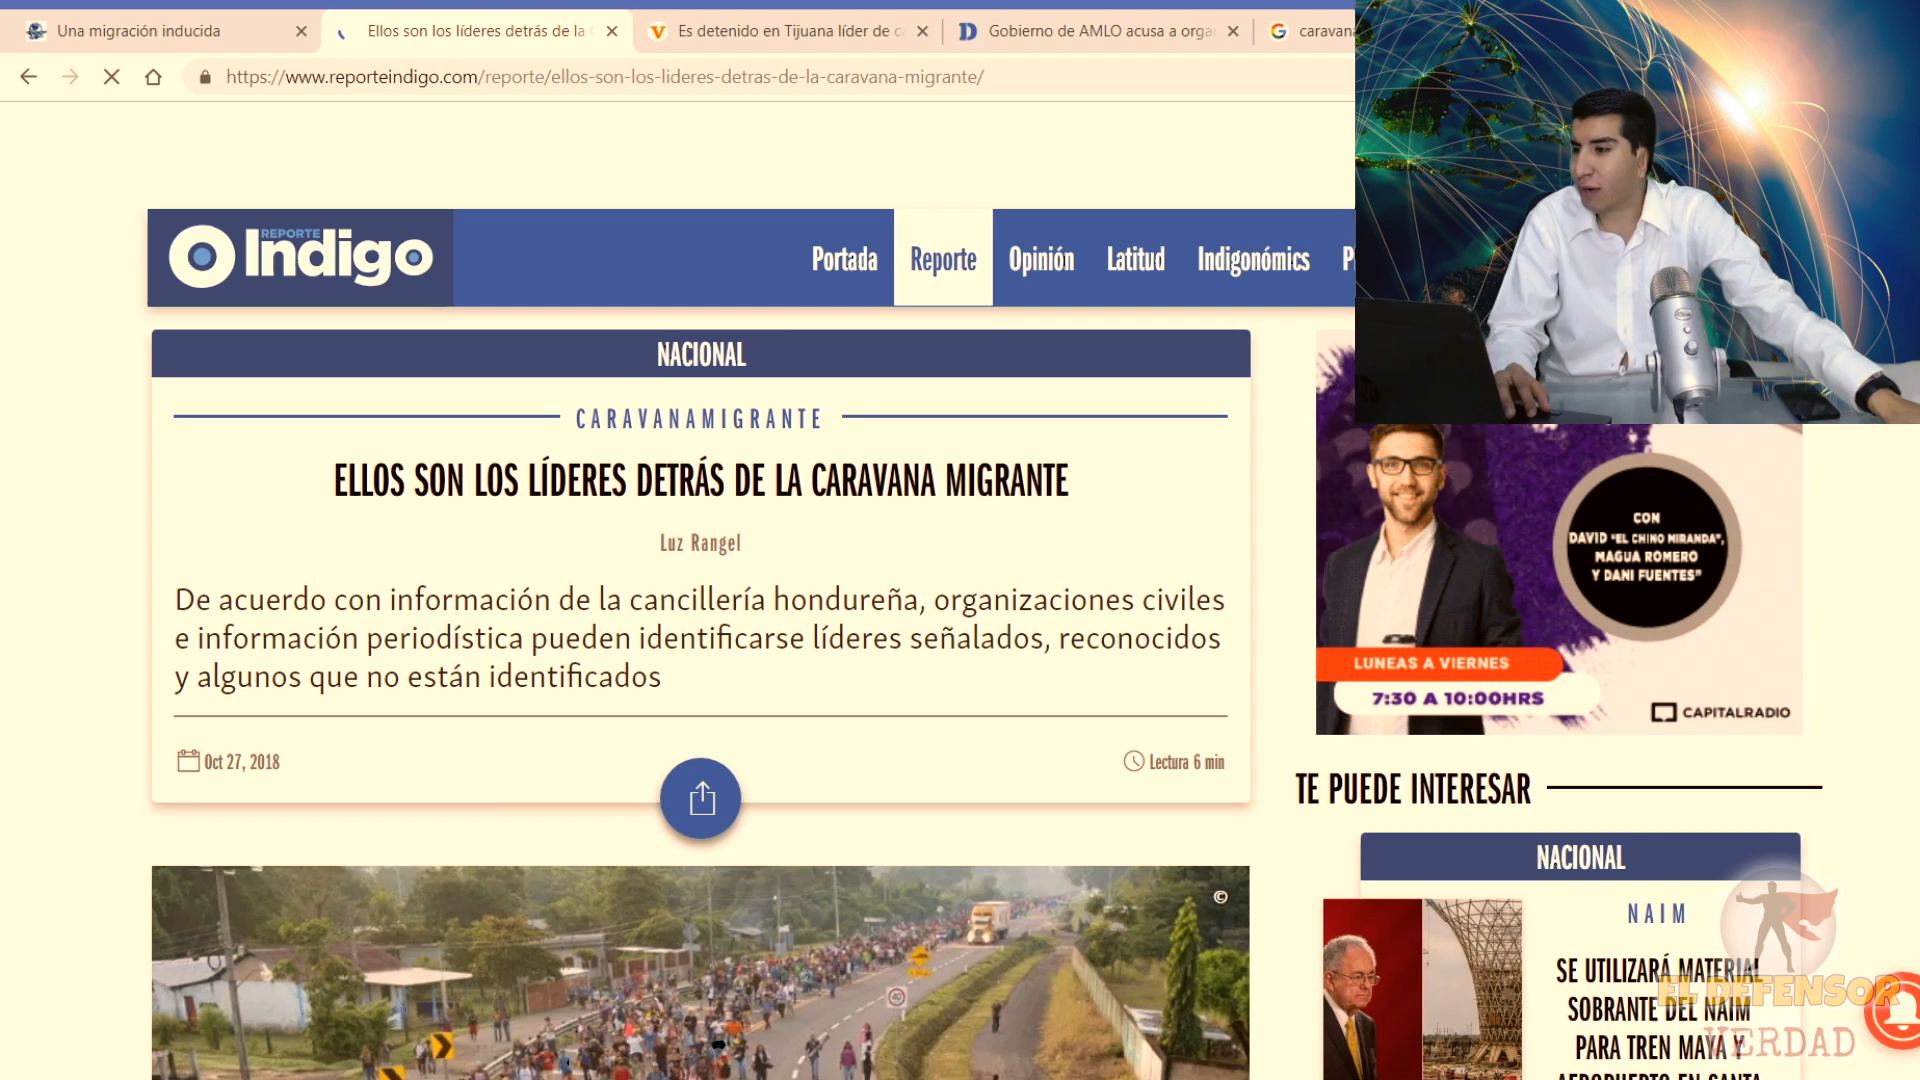 Una migración inducida
Ellos son los líderes detrás de la
Es detenido en Tijuana líder de
Gobierno de AMLO acusa a orga
caravana
https://www.reporteindigo.com/reporte/ellos-son-los-lideres-detras-de-la-caravana-migrante/
REPORTE
Indigo
Portada
Reporte
Opinión
Latitud
Indigonómics
NACIONAL
CARAVANAMIGRANTE
ELLOS SON LOS LÍDERES DETRÁS DE LA CARAVANA MIGRANTE
Luz Rangel
De acuerdo con información de la cancillería hondureña, organizaciones civiles
e información periodística pueden identificarse líderes señalados, reconocidos
y algunos que no están identificados
Oct 27, 2018
Lectura 6 min
©
40
CON
DAVID "EL CHINO MIRANDA",
MAGUA ROMERO
Y DANI FUENTES"
LUNEAS A VIERNES
7:30 A 10:00HRS
CAPITALRADIO
TE PUEDE INTERESAR
NACIONAL
NAIM
SE UTILIZARÁ MATERIAL
SOBRANTE DEL NAIM
PARA TREN MAYA Y
AEROPUERTO EN SANTA
EL DEFENSOR
VERDAD